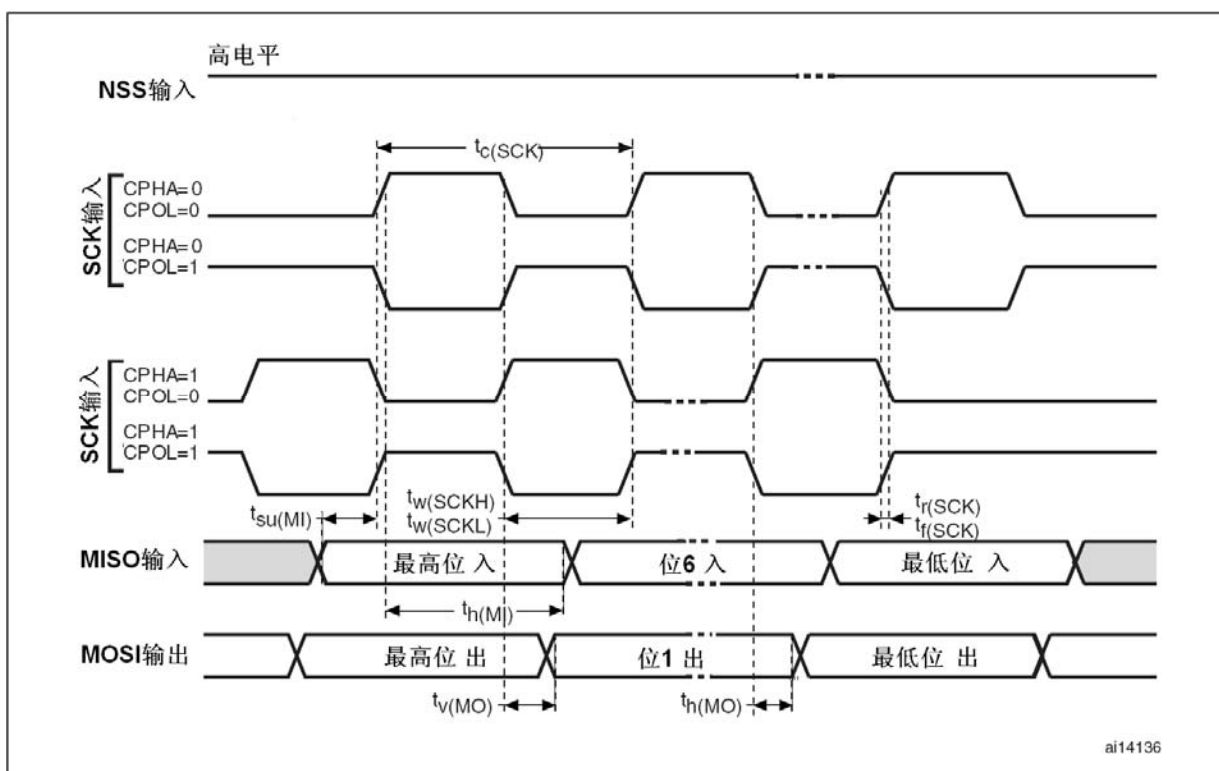 高电平
NSS输入
tc(SCK)
SCK输入
CPHA=0
CPOL=0
CPHA=0
CPOL=1
SCK输入
CPHA=1
CPOL=0
CPHA=1
CPOL=1
tsu(MI)
tw(SCKH)
tw(SCKL)
tr(SCK)
tf(SCK)
MISO输入
最高位 入
位6 入
最低位 入
th(MI)
MOSI输出
最高位 出
位1 出
最低位 出
tv(MO)
th(MO)
ai14136